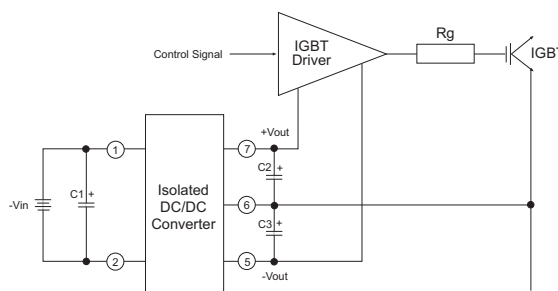 Control Signal
IGBT
Driver
Rg
IGBT
+Vout
1
7
C2 +
C1 +
-Vin
Isolated
DC/DC
Converter
6
C3 +
2
5
-Vout